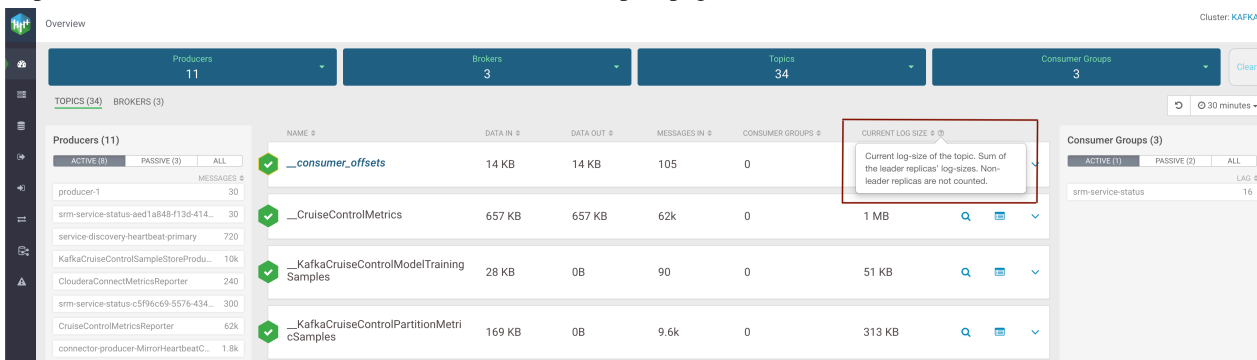 Overview
Cluster: KAFKA
Producers
11
Brokers
3
Topics
34
Consumer Groups
3
Clear
TOPICS (34) BROKERS (3)
30 minutes
Producers (11)
ACTIVE (8) PASSIVE (3) ALL
MESSAGES
producer-1 30
srm-service-status-aed1a848-f13d-414... 30
service-discovery-heartbeat-primary 720
KafkaCruiseControlSampleStoreProdu... 10k
ClouderaConnectMetricsReporter 240
srm-service-status-c5f96c69-5576-434... 300
CruiseControlMetricsReporter 62k
connector-producer-MirrorHeartbeatC... 1.8k
NAME DATA IN DATA OUT MESSAGES IN CONSUMER GROUPS CURRENT LOG SIZE
__consumer_offsets 14 KB 14 KB 105 0
Current log-size of the topic. Sum of
the leader replicas' log-sizes. Non-
leader replicas are not counted.
__CruiseControlMetrics 657 KB 657 KB 62k 0 1 MB
__KafkaCruiseControlModelTraining
Samples 28 KB 0B 90 0 51 KB
__KafkaCruiseControlPartitionMetri
cSamples 169 KB 0B 9.6k 0 313 KB
Consumer Groups (3)
ACTIVE (1) PASSIVE (2) ALL
LAG
srm-service-status 16